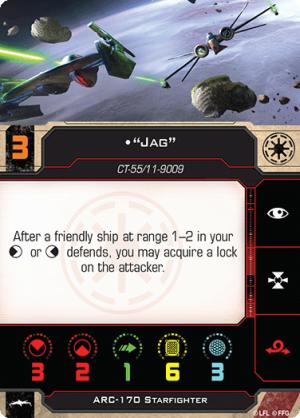 3
•"Jag"
CT-55/11-9009
After a friendly ship at range 1–2 in your
or defends, you may acquire a lock
on the attacker.
3 2 1 6 3
ARC-170 Starfighter
©LFL ©FFG